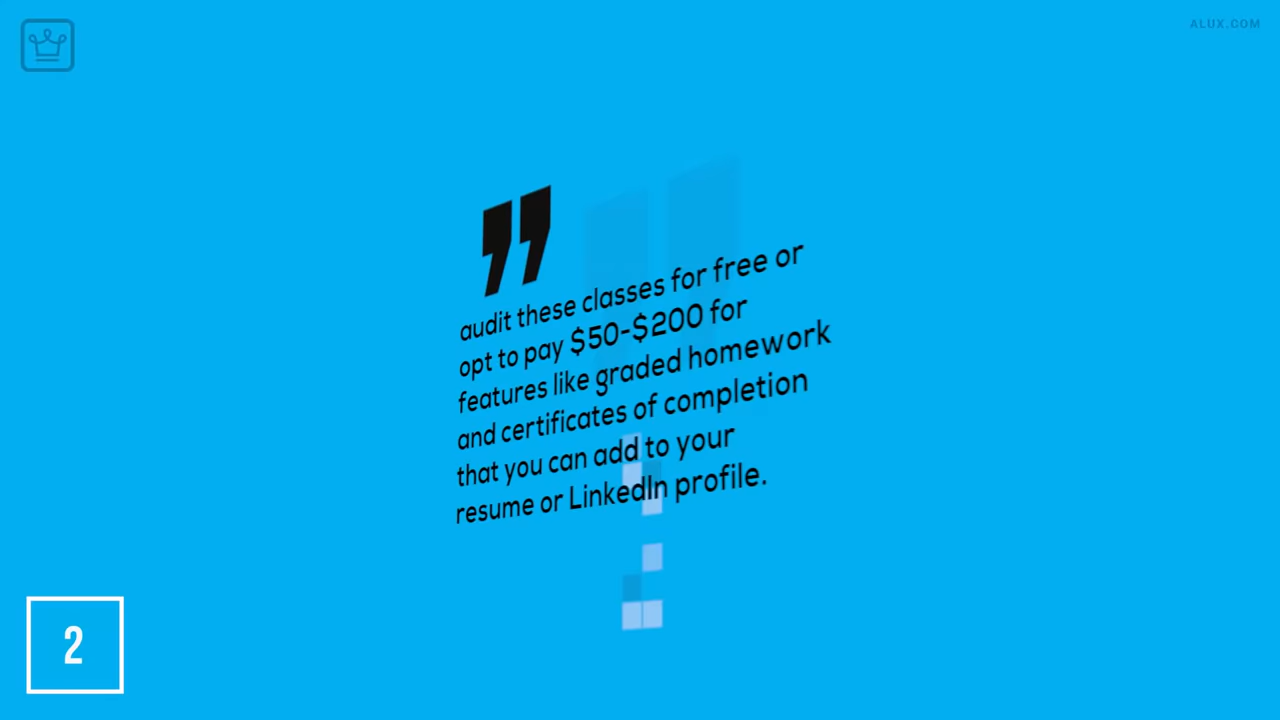 ALUX.COM
”
audit these classes for free or
opt to pay $50-$200 for
features like graded homework
and certificates of completion
that you can add to your
resume or LinkedIn profile.
2